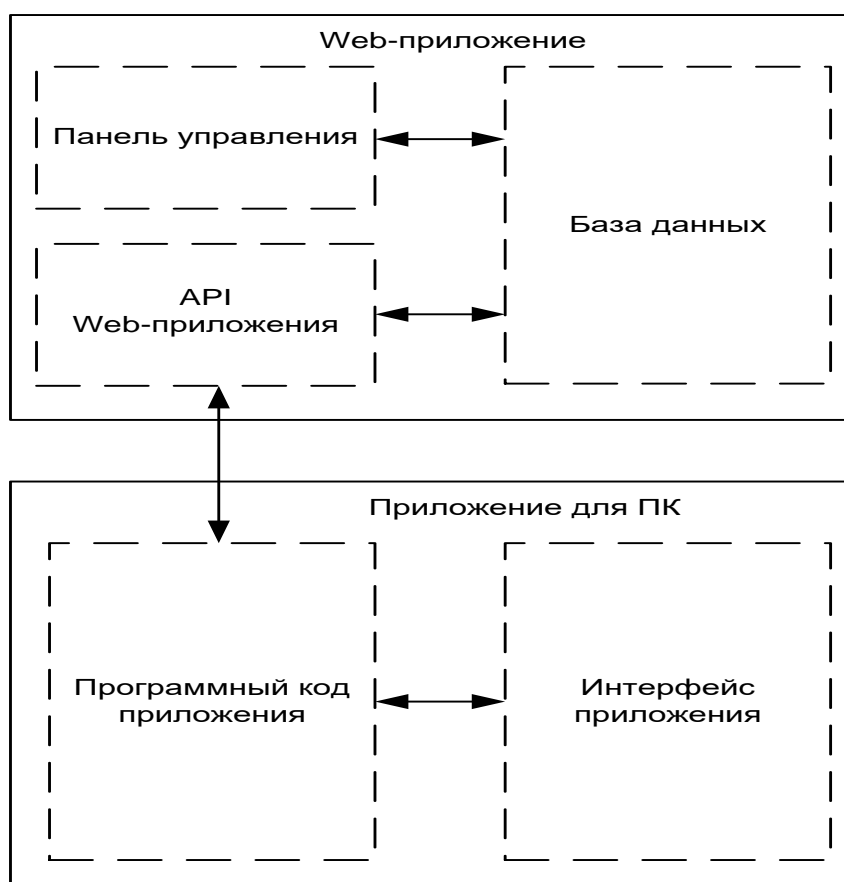 Web-приложение
Панель управления
База данных
API
Web-приложения
Приложение для ПК
Программный код
приложения
Интерфейс
приложения